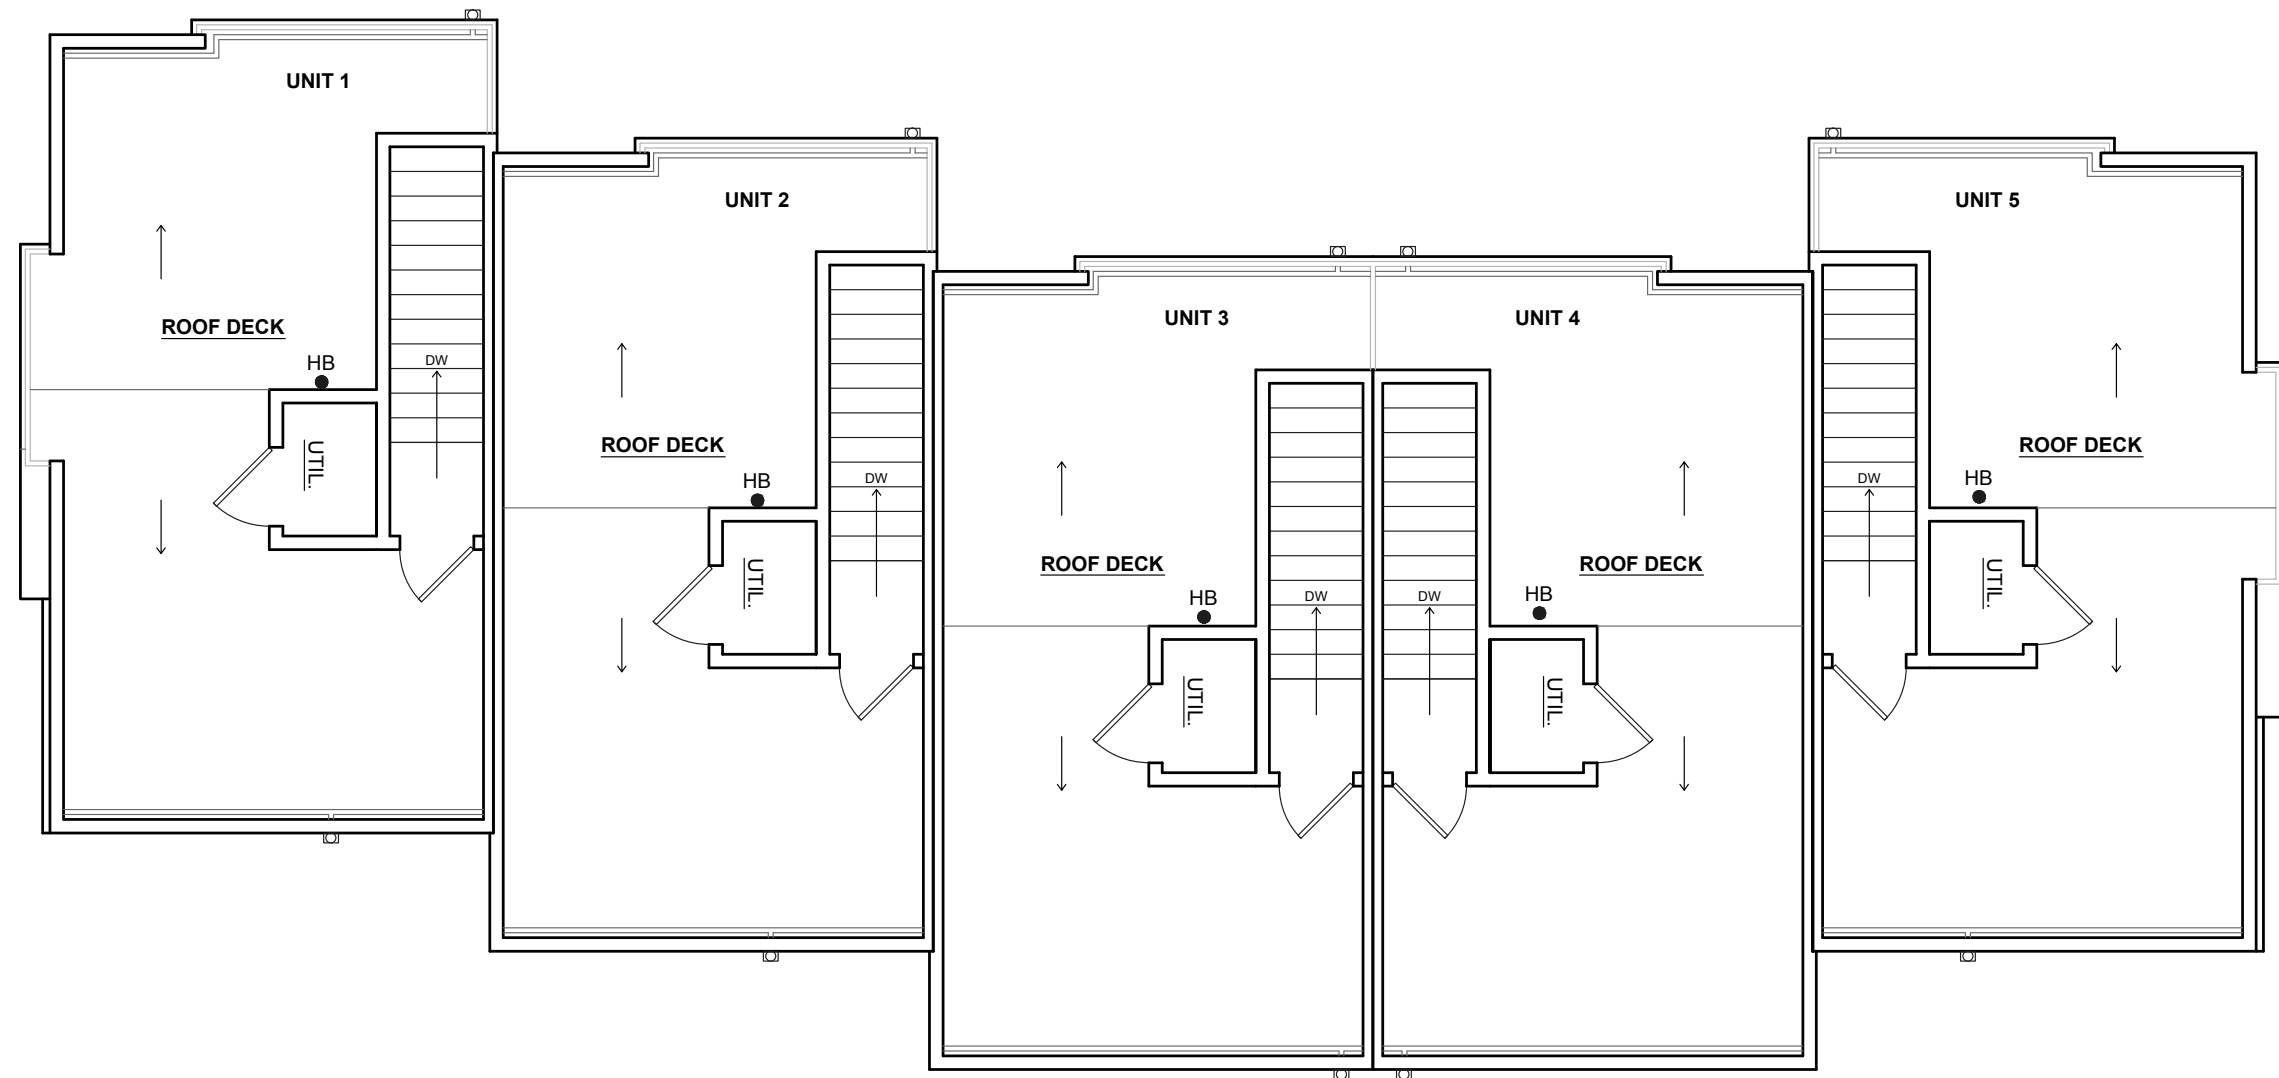 UNIT 1
ROOF DECK
HB
DW
UTIL.
UNIT 2
ROOF DECK
HB
DW
UTIL.
UNIT 3
ROOF DECK
HB
DW
UTIL.
UNIT 4
ROOF DECK
HB
DW
UTIL.
UNIT 5
ROOF DECK
HB
DW
UTIL.